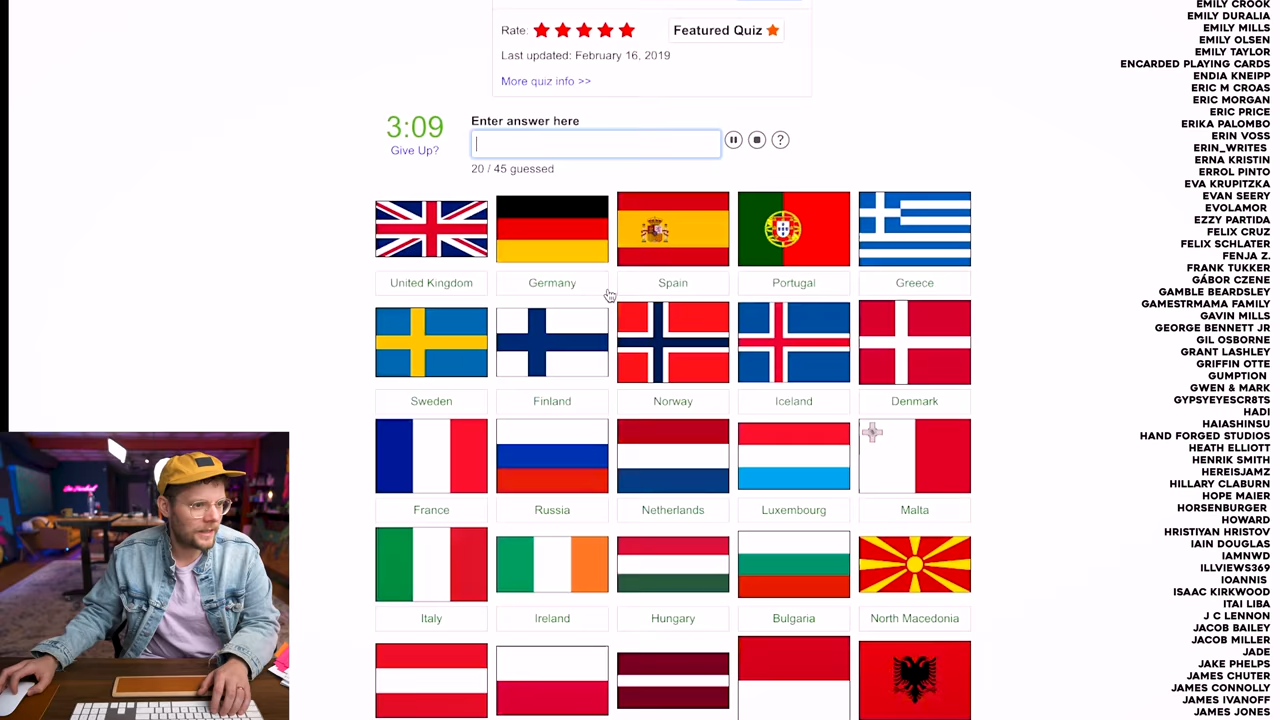 Rate:
Featured Quiz
Last updated: February 16, 2019
More quiz info >>
3:09
Give Up?
Enter answer here
20 / 45 guessed
United Kingdom
Germany
Spain
Portugal
Greece
Sweden
Finland
Norway
Iceland
Denmark
France
Russia
Netherlands
Luxembourg
Malta
Italy
Ireland
Hungary
Bulgaria
North Macedonia
EMILY CROOK
EMILY DURALIA
EMILY MILLS
EMILY OLSEN
EMILY TAYLOR
ENCARDED PLAYING CARDS
ENDIA KNEIPP
ERIC M CROAS
ERIC MORGAN
ERIC PRICE
ERIKA PALOMBO
ERIN VOSS
ERIN_WRITES
ERNA KRISTIN
ERROL PINTO
EVA KRUPITZKA
EVAN SEERY
EVOLAMOR
EZZY PARTIDA
FELIX CRUZ
FELIX SCHLATER
FENJA Z.
FRANK TUKKER
GÁBOR CZENE
GAMBLE BEARDSLEY
GAMESTRMAMA FAMILY
GAVIN MILLS
GEORGE BENNETT JR
GIL OSBORNE
GRANT LASHLEY
GRIFFIN OTTE
GUMPTION
GWEN & MARK
GYPSYEYESCR8TS
HADI
HAIASHINSU
HAND FORGED STUDIOS
HEATH ELLIOTT
HENRIK SMITH
HEREISJAMZ
HILLARY CLABURN
HOPE MAIER
HORSENBURGER
HOWARD
HRISTIYAN HRISTOV
IAIN DOUGLAS
IAMNWD
ILLVIEWS369
IOANNIS
ISAAC KIRKWOOD
ITAI LIBA
J C LENNON
JACOB BAILEY
JACOB MILLER
JADE
JAKE PHELPS
JAMES CHUTER
JAMES CONNOLLY
JAMES IVANOFF
JAMES JONES